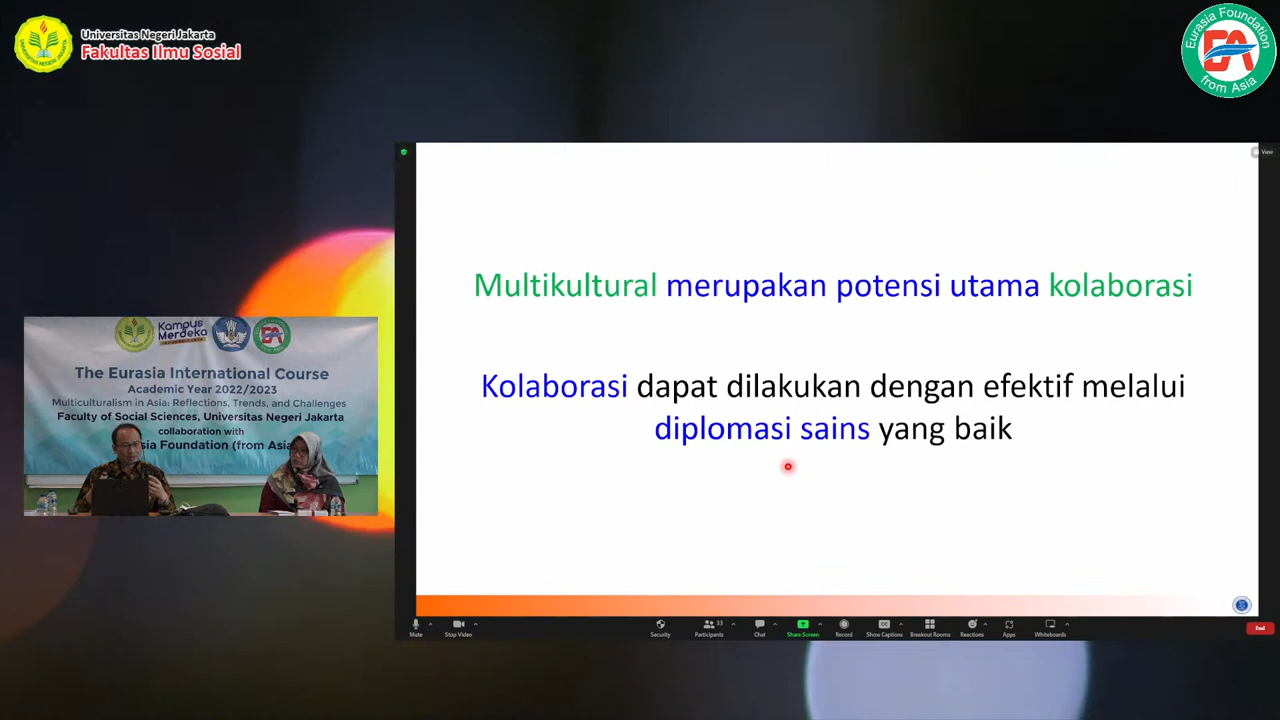 Universitas Negeri Jakarta
Fakultas Ilmu Sosial
Eurasia Foundation
EA
from Asia
View
Multikultural merupakan potensi utama kolaborasi
Kolaborasi dapat dilakukan dengan efektif melalui
diplomasi sains yang baik
Kampus
Merdeka
The Eurasia International Course
Academic Year 2022/2023
Multiculturalism in Asia: Reflections, Trends, and Challenges
Faculty of Social Sciences, Universitas Negeri Jakarta
collaboration with
sia Foundation (from Asia
Mute
Stop Video
Security
Participants
33
Chat
Share Screen
Record
Show Captions
Breakout Rooms
Reactions
Apps
Whiteboards
End